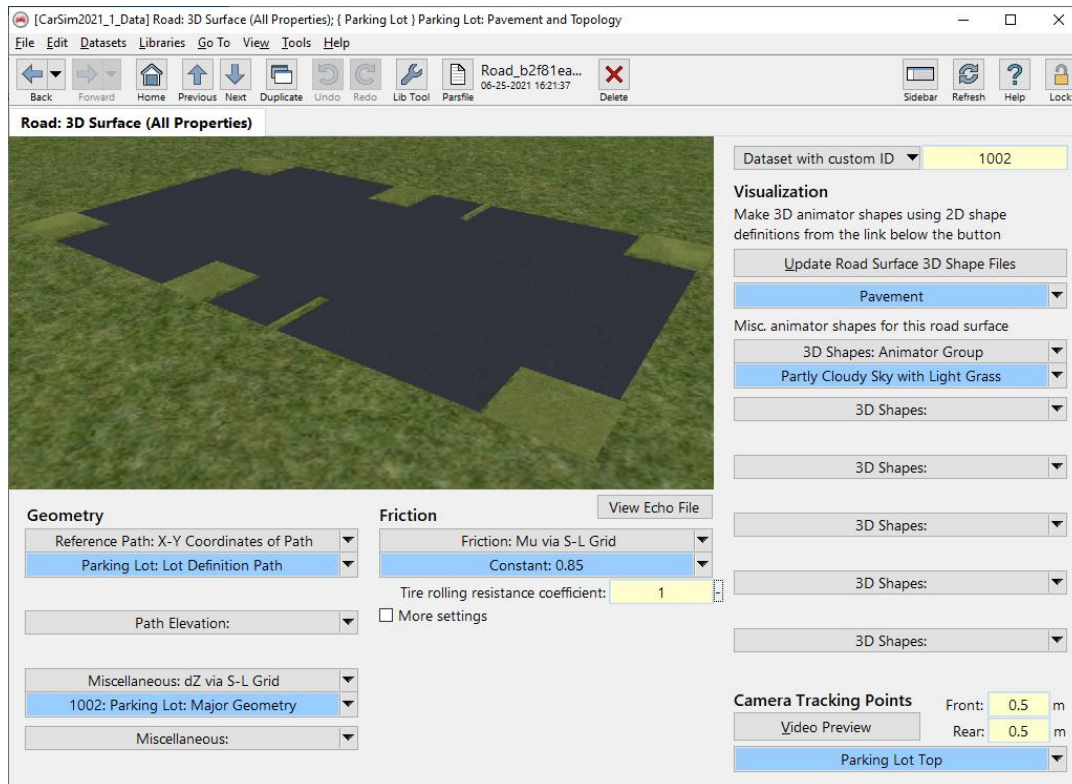 [CarSim2021_1_Data] Road: 3D Surface (All Properties); { Parking Lot } Parking Lot: Pavement and Topology
File Edit Datasets Libraries Go To View Tools Help
Road_b2f81ea...
06-25-2021 16:21:37
Back Forward Home Previous Next Duplicate Undo Redo Lib Tool Parsfile Delete Sidebar Refresh Help Lock
Road: 3D Surface (All Properties)
Dataset with custom ID 1002
Visualization
Make 3D animator shapes using 2D shape
definitions from the link below the button
Update Road Surface 3D Shape Files
Pavement
Misc. animator shapes for this road surface
3D Shapes: Animator Group
Partly Cloudy Sky with Light Grass
3D Shapes:
3D Shapes:
3D Shapes:
3D Shapes:
3D Shapes:
View Echo File
Geometry
Reference Path: X-Y Coordinates of Path
Parking Lot: Lot Definition Path
Path Elevation:
Miscellaneous: dZ via S-L Grid
1002: Parking Lot: Major Geometry
Miscellaneous:
Friction
Friction: Mu via S-L Grid
Constant: 0.85
Tire rolling resistance coefficient: 1 -
More settings
Camera Tracking Points
Front: 0.5 m
Video Preview
Rear: 0.5 m
Parking Lot Top